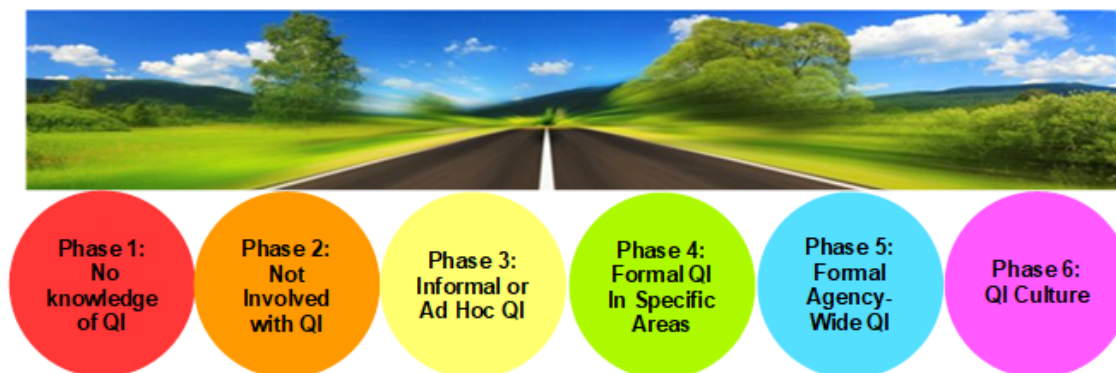 Phase 1:
No
knowledge
of QI
Phase 2:
Not
Involved
with QI
Phase 3:
Informal or
Ad Hoc QI
Phase 4:
Formal QI
In Specific
Areas
Phase 5:
Formal
Agency-
Wide QI
Phase 6:
QI Culture